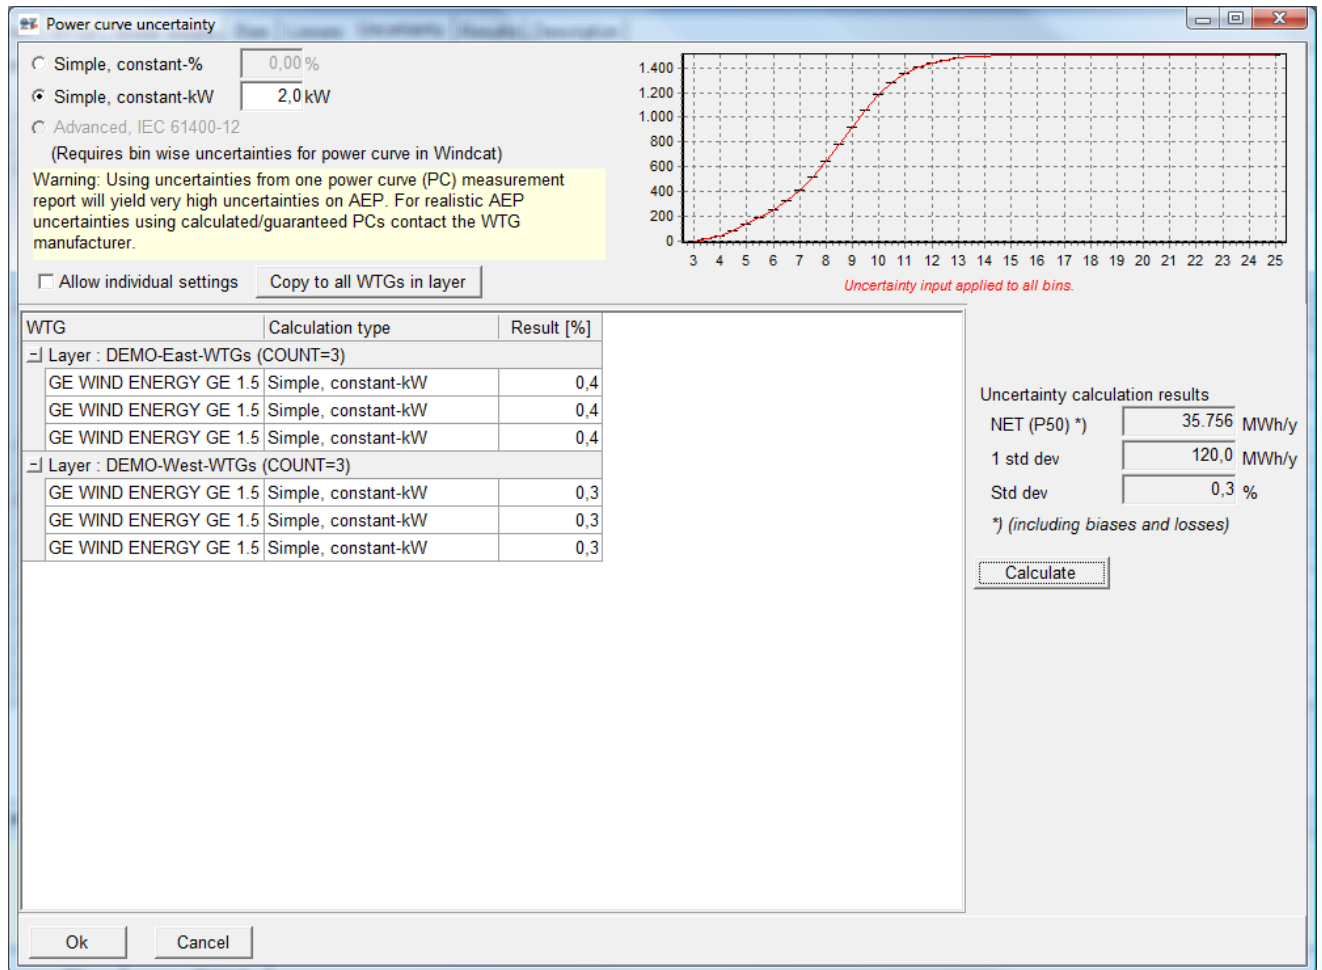 Power curve uncertainty
Simple, constant-% 0,00 %
Simple, constant-kW 2,0 kW
Advanced, IEC 61400-12
(Requires bin wise uncertainties for power curve in Windcat)
Warning: Using uncertainties from one power curve (PC) measurement
report will yield very high uncertainties on AEP. For realistic AEP
uncertainties using calculated/guaranteed PCs contact the WTG
manufacturer.
Allow individual settings Copy to all WTGs in layer
1.400
1.200
1.000
800
600
400
200
0
3 4 5 6 7 8 9 10 11 12 13 14 15 16 17 18 19 20 21 22 23 24 25
Uncertainty input applied to all bins.
WTG Calculation type Result [%]
Layer : DEMO-East-WTGs (COUNT=3)
GE WIND ENERGY GE 1.5 Simple, constant-kW 0,4
GE WIND ENERGY GE 1.5 Simple, constant-kW 0,4
GE WIND ENERGY GE 1.5 Simple, constant-kW 0,4
Layer : DEMO-West-WTGs (COUNT=3)
GE WIND ENERGY GE 1.5 Simple, constant-kW 0,3
GE WIND ENERGY GE 1.5 Simple, constant-kW 0,3
GE WIND ENERGY GE 1.5 Simple, constant-kW 0,3
Uncertainty calculation results
NET (P50) *) 35.756 MWh/y
1 std dev 120,0 MWh/y
Std dev 0,3 %
*) (including biases and losses)
Calculate
Ok Cancel